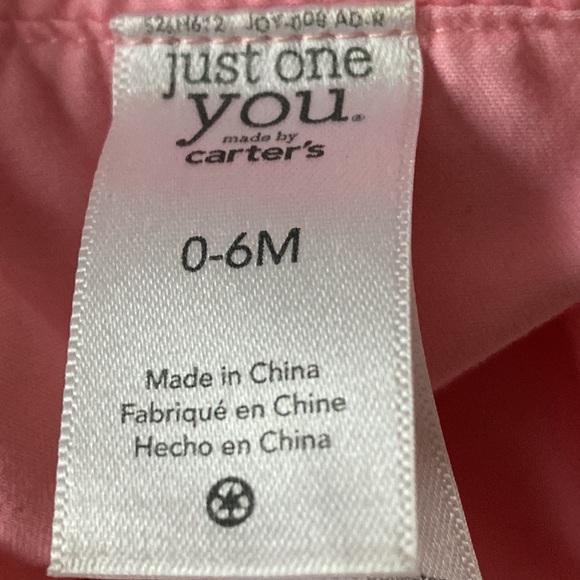 just one
you®
made by
carter's
0-6M
Made in China
Fabriqué en Chine
Hecho en China